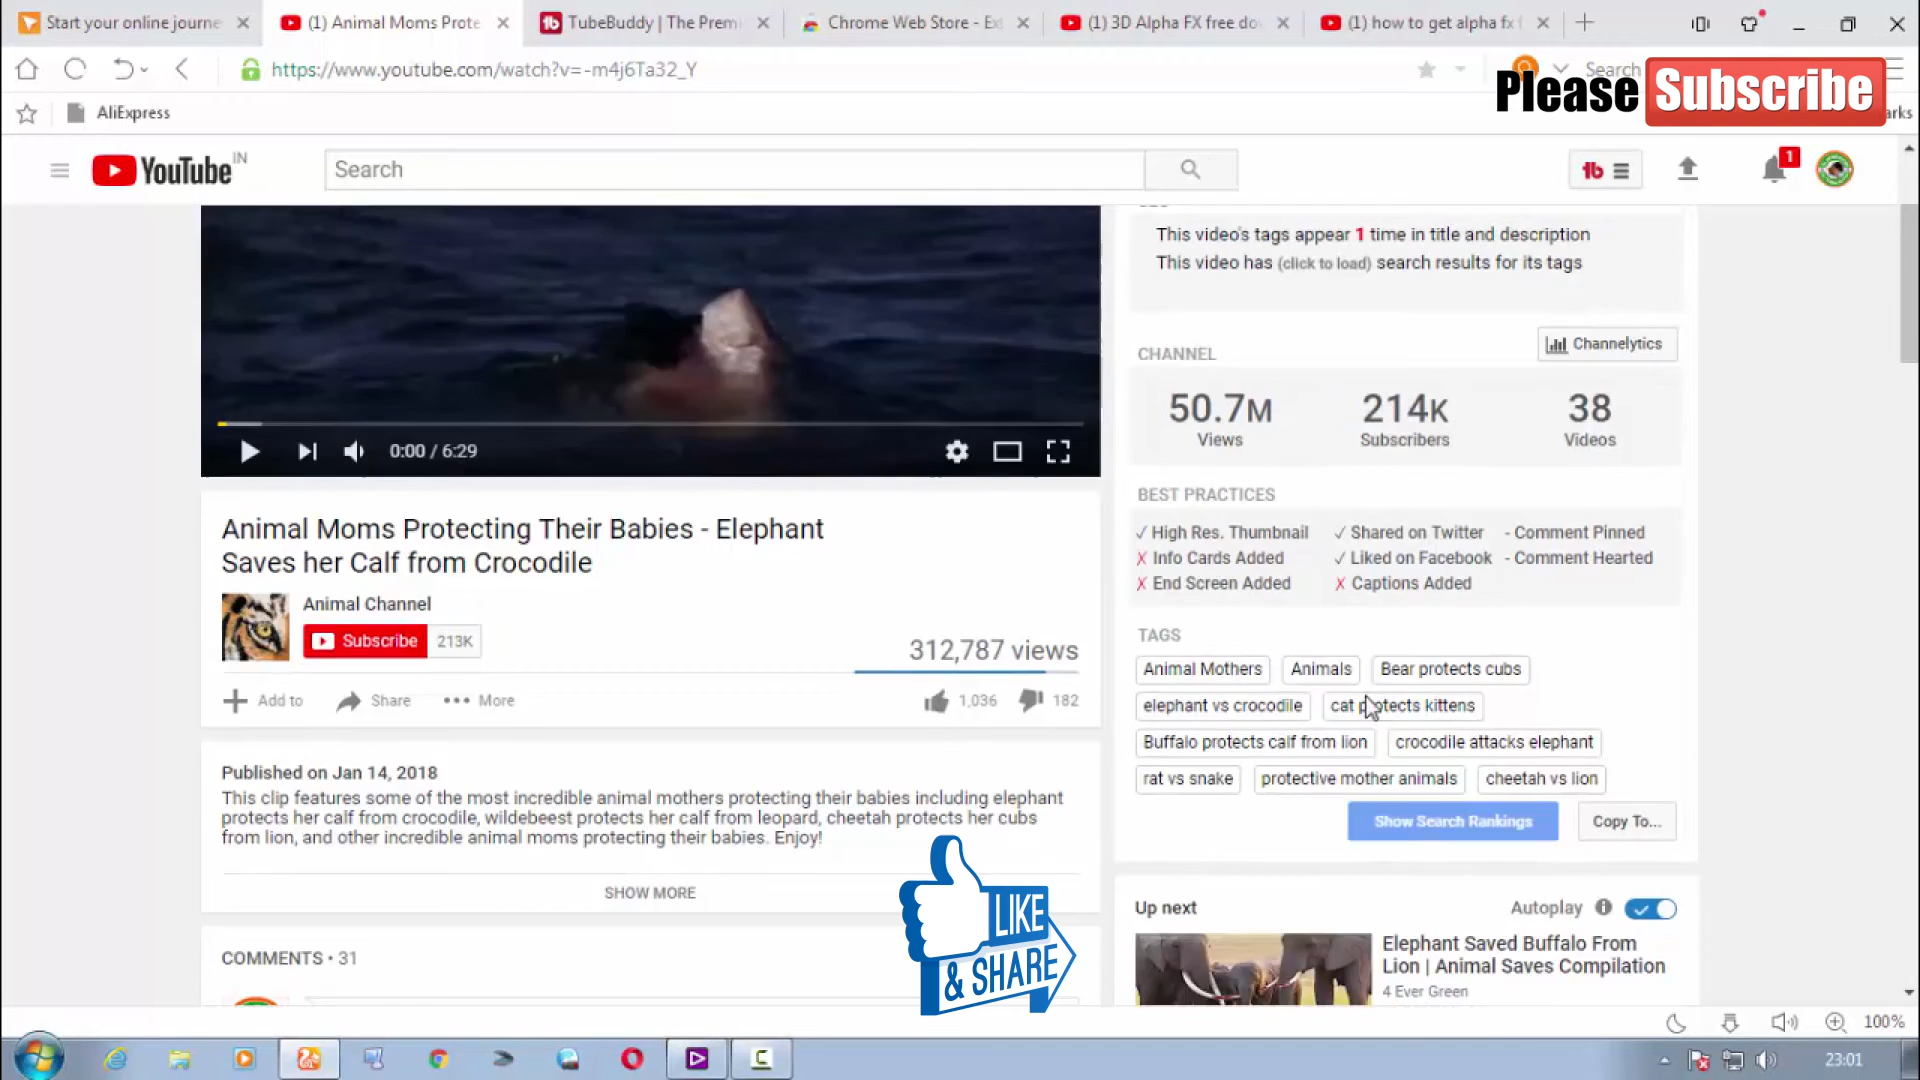 Start your online journe
(1) Animal Moms Prote
TubeBuddy | The Premi
Chrome Web Store - Ex
(1) 3D Alpha FX free do
(1) how to get alpha fx f
https://www.youtube.com/watch?v=-m4j6Ta32_Y
Search
Please Subscribe
AliExpress
arks
YouTube IN
Search
tb
1
This video's tags appear 1 time in title and description
This video has (click to load) search results for its tags
CHANNEL
Channelytics
50.7M
214K
38
Views
Subscribers
Videos
0:00 / 6:29
BEST PRACTICES
✓ High Res. Thumbnail
✓ Shared on Twitter
- Comment Pinned
X Info Cards Added
✓ Liked on Facebook
- Comment Hearted
X End Screen Added
X Captions Added
Animal Moms Protecting Their Babies - Elephant
Saves her Calf from Crocodile
Animal Channel
Subscribe
213K
312,787 views
Add to
Share
More
1,036
182
TAGS
Animal Mothers
Animals
Bear protects cubs
elephant vs crocodile
cat protects kittens
Buffalo protects calf from lion
crocodile attacks elephant
rat vs snake
protective mother animals
cheetah vs lion
Show Search Rankings
Copy To...
Published on Jan 14, 2018
This clip features some of the most incredible animal mothers protecting their babies including elephant
protects her calf from crocodile, wildebeest protects her calf from leopard, cheetah protects her cubs
from lion, and other incredible animal moms protecting their babies. Enjoy!
SHOW MORE
LIKE
& SHARE
COMMENTS • 31
Up next
Autoplay
Elephant Saved Buffalo From
Lion | Animal Saves Compilation
4 Ever Green
100%
23:01